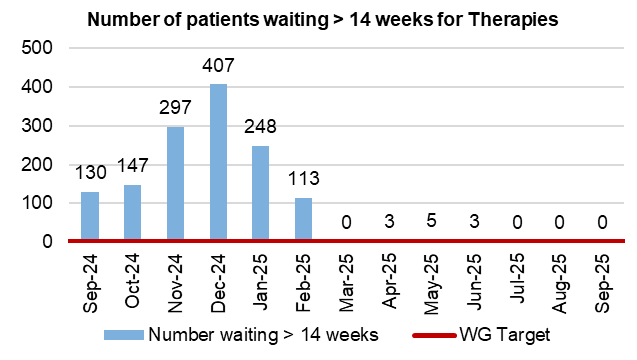 Number of patients waiting > 14 weeks for Therapies
500
400
300
200
100
0
130
147
297
407
248
113
0
3
5
3
0
0
0
Sep-24
Oct-24
Nov-24
Dec-24
Jan-25
Feb-25
Mar-25
Apr-25
May-25
Jun-25
Jul-25
Aug-25
Sep-25
Number waiting > 14 weeks
WG Target